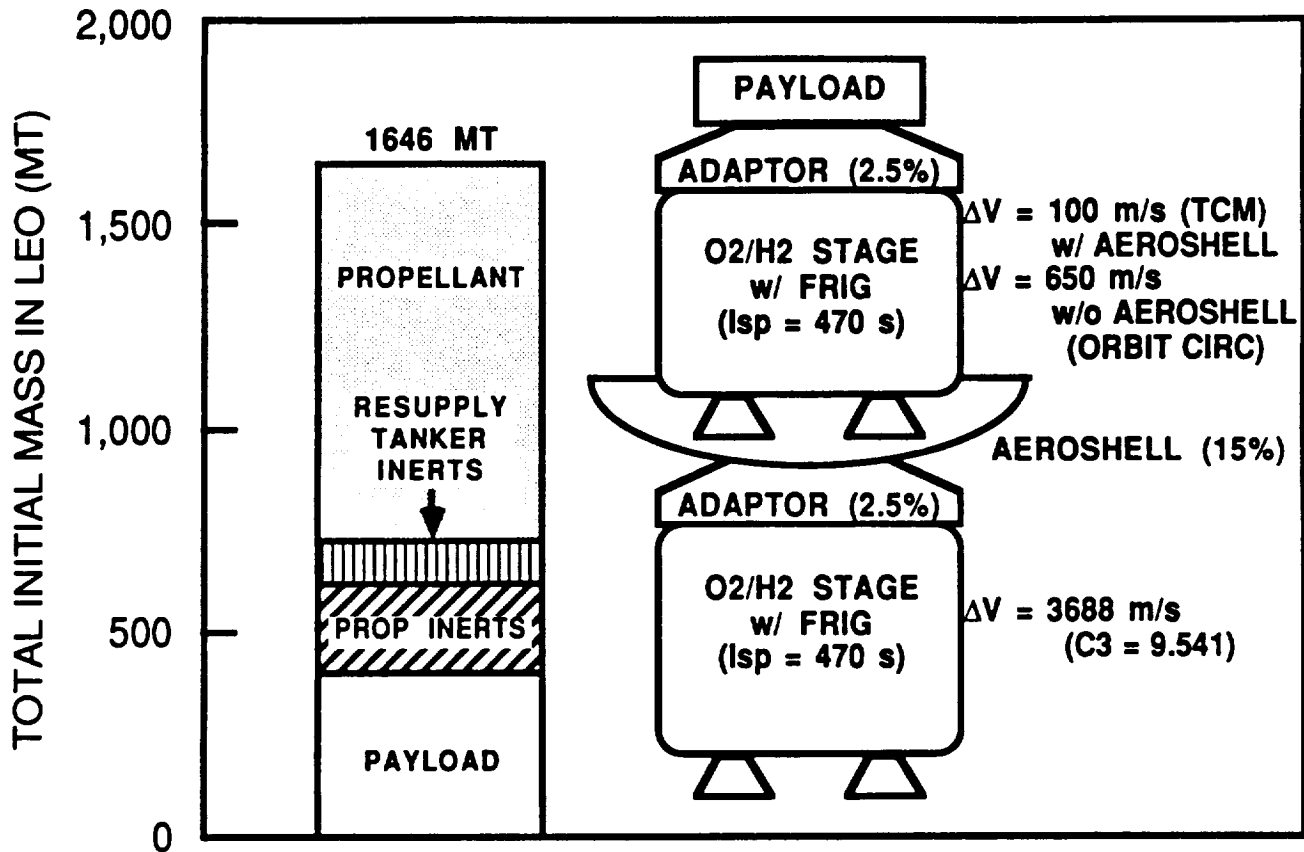 TOTAL INITIAL MASS IN LEO (MT)
2,000
1,500
1,000
500
0
1646 MT
PROPELLANT
RESUPPLY
TANKER
INERTS
PROP INERTS
PAYLOAD
PAYLOAD
ADAPTOR (2.5%)
O2/H2 STAGE
w/ FRIG
(Isp = 470 s)
ΔV = 100 m/s (TCM)
w/ AEROSHELL
ΔV = 650 m/s
w/o AEROSHELL
(ORBIT CIRC)
AEROSHELL (15%)
ADAPTOR (2.5%)
O2/H2 STAGE
w/ FRIG
(Isp = 470 s)
ΔV = 3688 m/s
(C3 = 9.541)